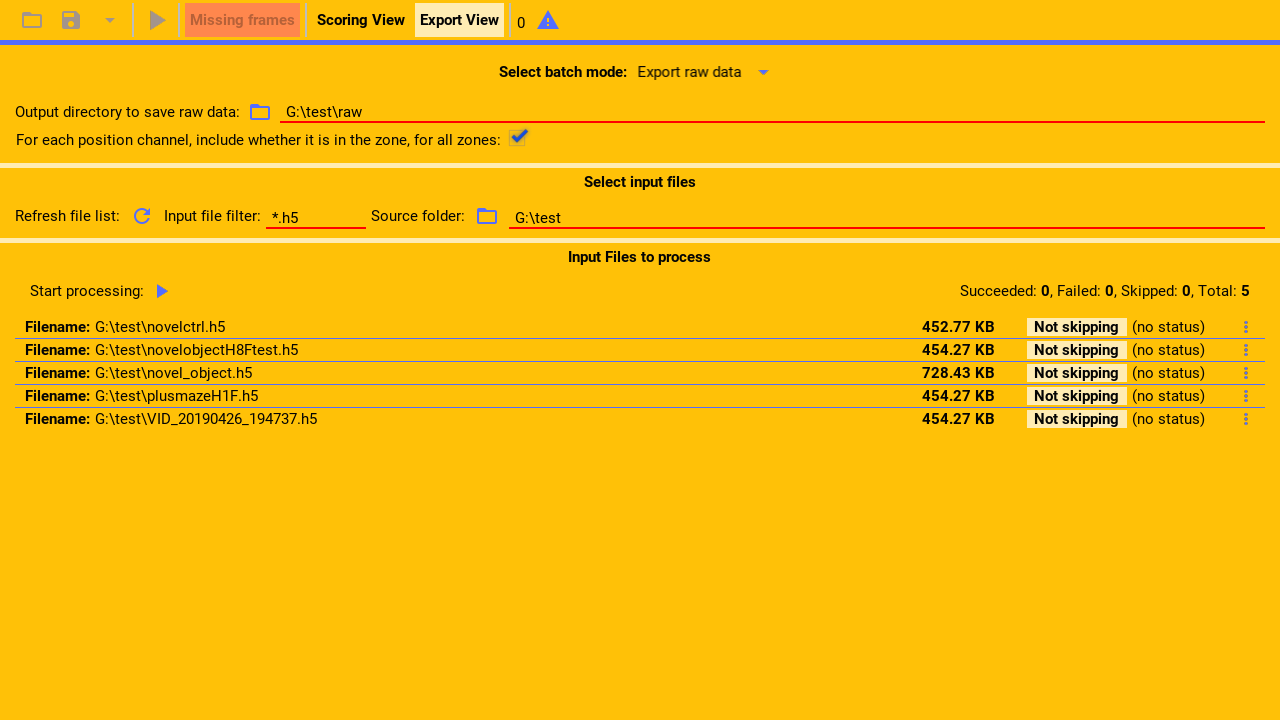 Missing frames Scoring View Export View 0
Select batch mode: Export raw data
Output directory to save raw data: G:\test\raw
For each position channel, include whether it is in the zone, for all zones:
Select input files
Refresh file list: Input file filter: *.h5 Source folder: G:\test
Input Files to process
Start processing: Succeeded: 0, Failed: 0, Skipped: 0, Total: 5
Filename: G:\test\novelctrl.h5 452.77 KB Not skipping (no status)
Filename: G:\test\novelobjectH8Ftest.h5 454.27 KB Not skipping (no status)
Filename: G:\test\novel_object.h5 728.43 KB Not skipping (no status)
Filename: G:\test\plusmazeH1F.h5 454.27 KB Not skipping (no status)
Filename: G:\test\VID_20190426_194737.h5 454.27 KB Not skipping (no status)